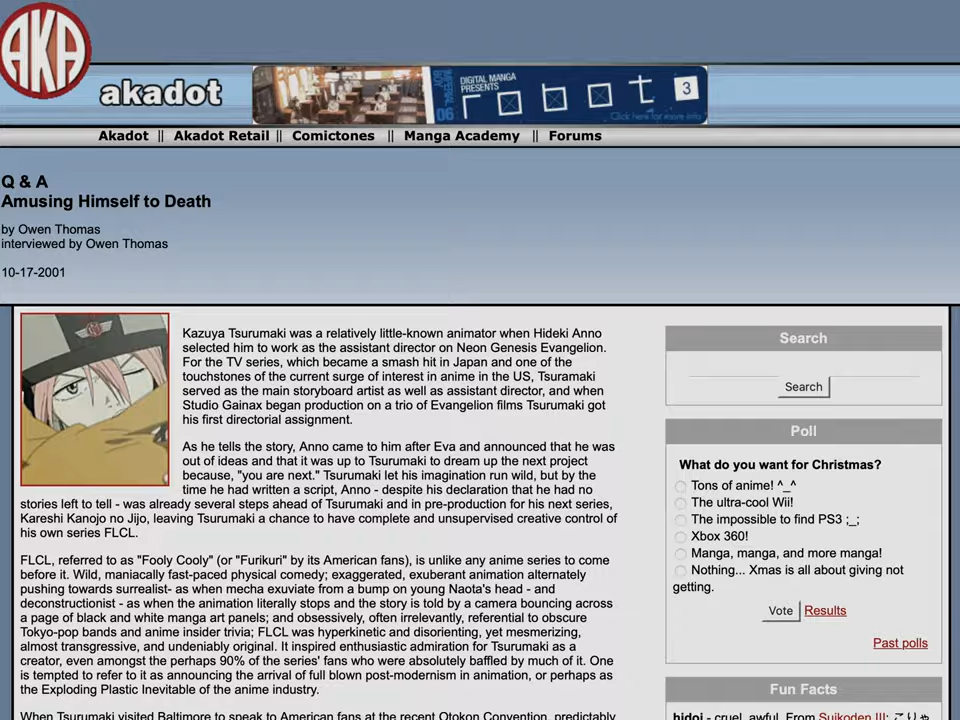 AKA
akadot
DIGITAL MANGA
PRESENTS
robot
3
06
Click here for more info
Akadot || Akadot Retail || Comictones || Manga Academy || Forums
Q & A
Amusing Himself to Death
by Owen Thomas
interviewed by Owen Thomas
10-17-2001
Kazuya Tsurumaki was a relatively little-known animator when Hideki Anno
selected him to work as the assistant director on Neon Genesis Evangelion.
For the TV series, which became a smash hit in Japan and one of the
touchstones of the current surge of interest in anime in the US, Tsuramaki
served as the main storyboard artist as well as assistant director, and when
Studio Gainax began production on a trio of Evangelion films Tsurumaki got
his first directorial assignment.
As he tells the story, Anno came to him after Eva and announced that he was
out of ideas and that it was up to Tsurumaki to dream up the next project
because, "you are next." Tsurumaki let his imagination run wild, but by the
time he had written a script, Anno - despite his declaration that he had no
stories left to tell - was already several steps ahead of Tsurumaki and in pre-production for his next series,
Kareshi Kanojo no Jijo, leaving Tsurumaki a chance to have complete and unsupervised creative control of
his own series FLCL.
FLCL, referred to as "Fooly Cooly" (or "Furikuri" by its American fans), is unlike any anime series to come
before it. Wild, maniacally fast-paced physical comedy; exaggerated, exuberant animation alternately
pushing towards surrealist- as when mecha exuviate from a bump on young Naota's head - and
deconstructionist - as when the animation literally stops and the story is told by a camera bouncing across
a page of black and white manga art panels; and obsessively, often irrelevantly, referential to obscure
Tokyo-pop bands and anime insider trivia; FLCL was hyperkinetic and disorienting, yet mesmerizing,
almost transgressive, and undeniably original. It inspired enthusiastic admiration for Tsurumaki as a
creator, even amongst the perhaps 90% of the series' fans who were absolutely baffled by much of it. One
is tempted to refer to it as announcing the arrival of full blown post-modernism in animation, or perhaps as
the Exploding Plastic Inevitable of the anime industry.
When Tsurumaki visited Baltimore to speak to American fans at the recent Otokon Convention, predictably
Search
Search
Poll
What do you want for Christmas?
Tons of anime! ^_^
The ultra-cool Wii!
The impossible to find PS3 ;_;
Xbox 360!
Manga, manga, and more manga!
Nothing... Xmas is all about giving not
getting.
Vote Results
Past polls
Fun Facts
hidoi - cruel, awful. From Suikoden III: こりゃ